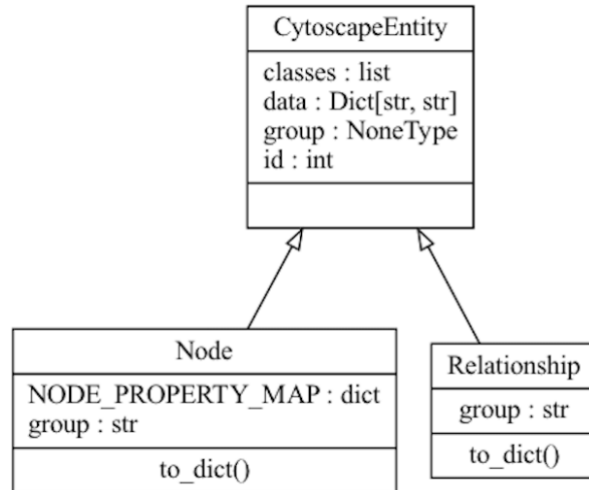 CytoscapeEntity
classes : list
data : Dict[str, str]
group : NoneType
id : int
Node
NODE_PROPERTY_MAP : dict
group : str
to_dict()
Relationship
group : str
to_dict()